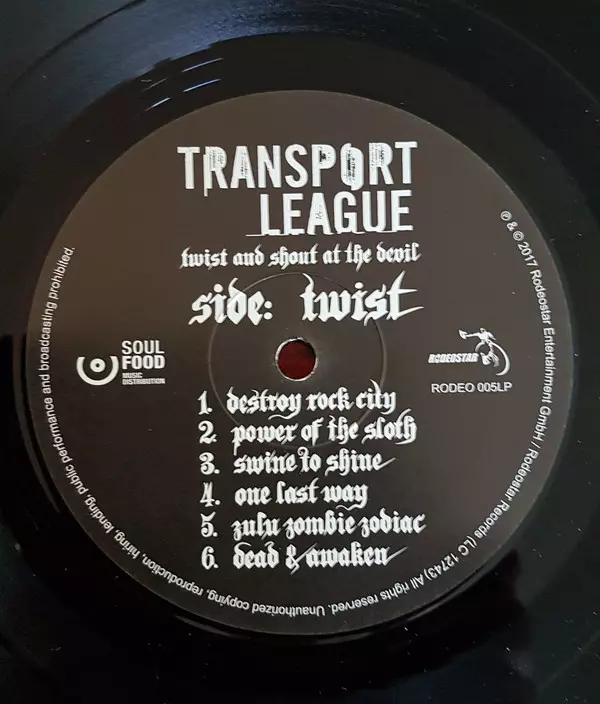 TRANSPORT
LEAGUE
twist and shout at the devil
side: twist
SOUL
FOOD
MUSIC
DISTRIBUTION
RODEOSTAR
RODEO 005LP
1. destroy rock city
2. power of the sloth
3. swine to shine
4. one last way
5. zulu zombie zodiac
6. dead & awaken
℗ & © 2017 Rodeostar Entertainment GmbH / Rodeostar Records (LC 12743) All rights reserved. Unauthorized copying, reproduction, hiring, lending, public performance and broadcasting prohibited.